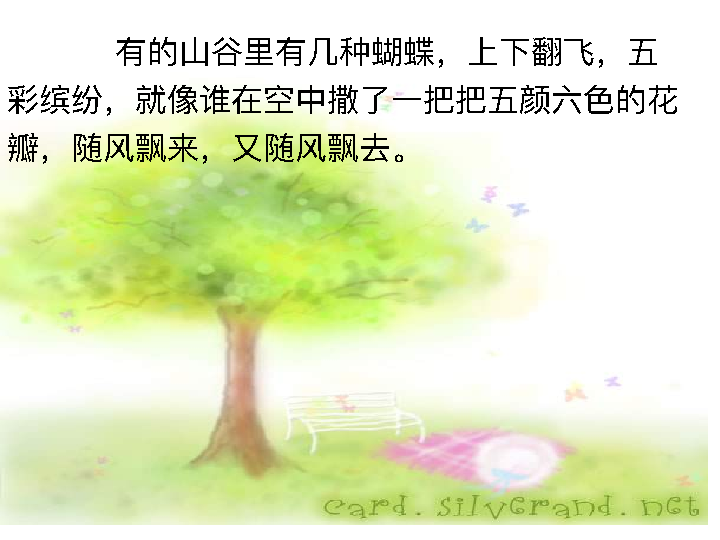 有的山谷里有几种蝴蝶，上下翻飞，五
彩缤纷，就像谁在空中撒了一把把五颜六色的花
瓣，随风飘来，又随风飘去。
card. silverand. net